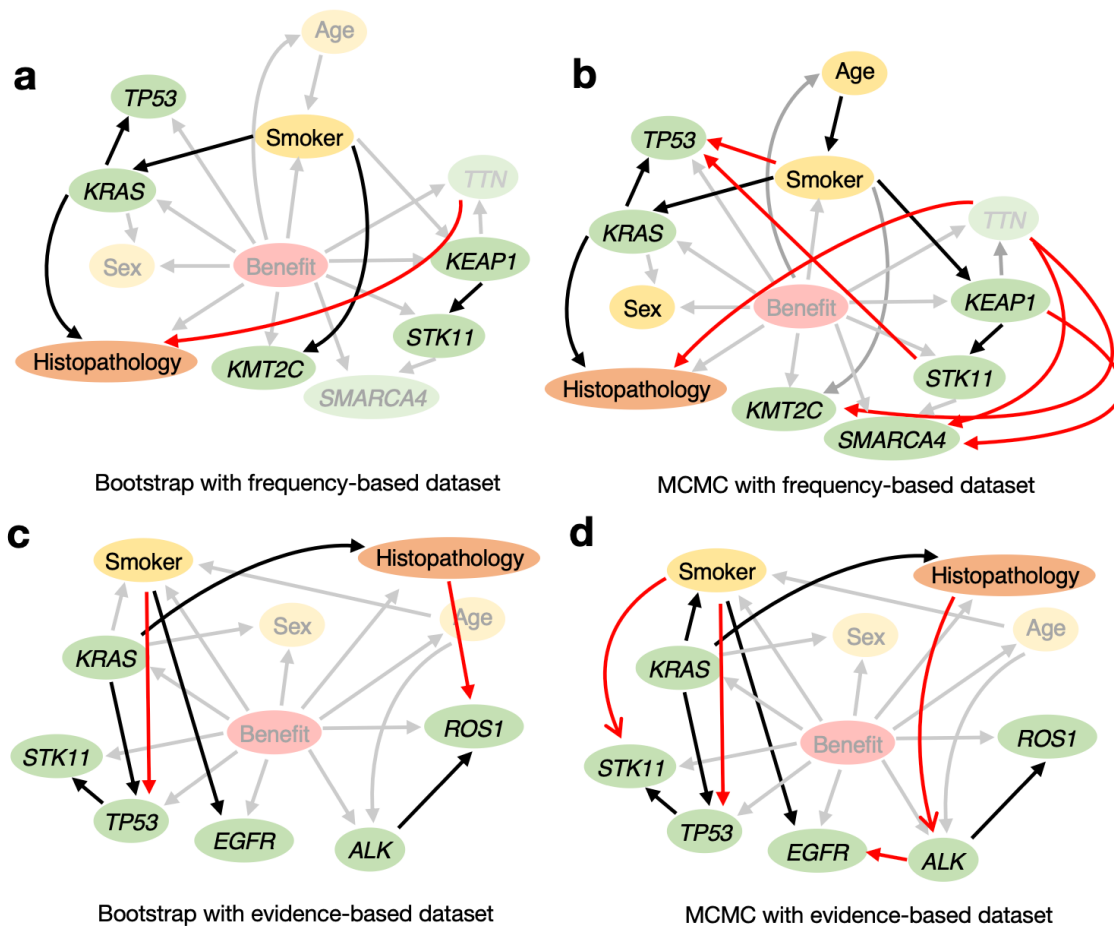 a
Age
TP53
Smoker
TTN
KRAS
Sex
Benefit
KEAP1
STK11
Histopathology
KMT2C
SMARCA4
Bootstrap with frequency-based dataset
b
Age
TP53
Smoker
TTN
KRAS
Sex
Benefit
KEAP1
STK11
Histopathology
KMT2C
SMARCA4
MCMC with frequency-based dataset
c
Smoker
Histopathology
Sex
Age
KRAS
Benefit
ROS1
STK11
TP53
EGFR
ALK
Bootstrap with evidence-based dataset
d
Smoker
Histopathology
Sex
Age
KRAS
Benefit
ROS1
STK11
TP53
EGFR
ALK
MCMC with evidence-based dataset